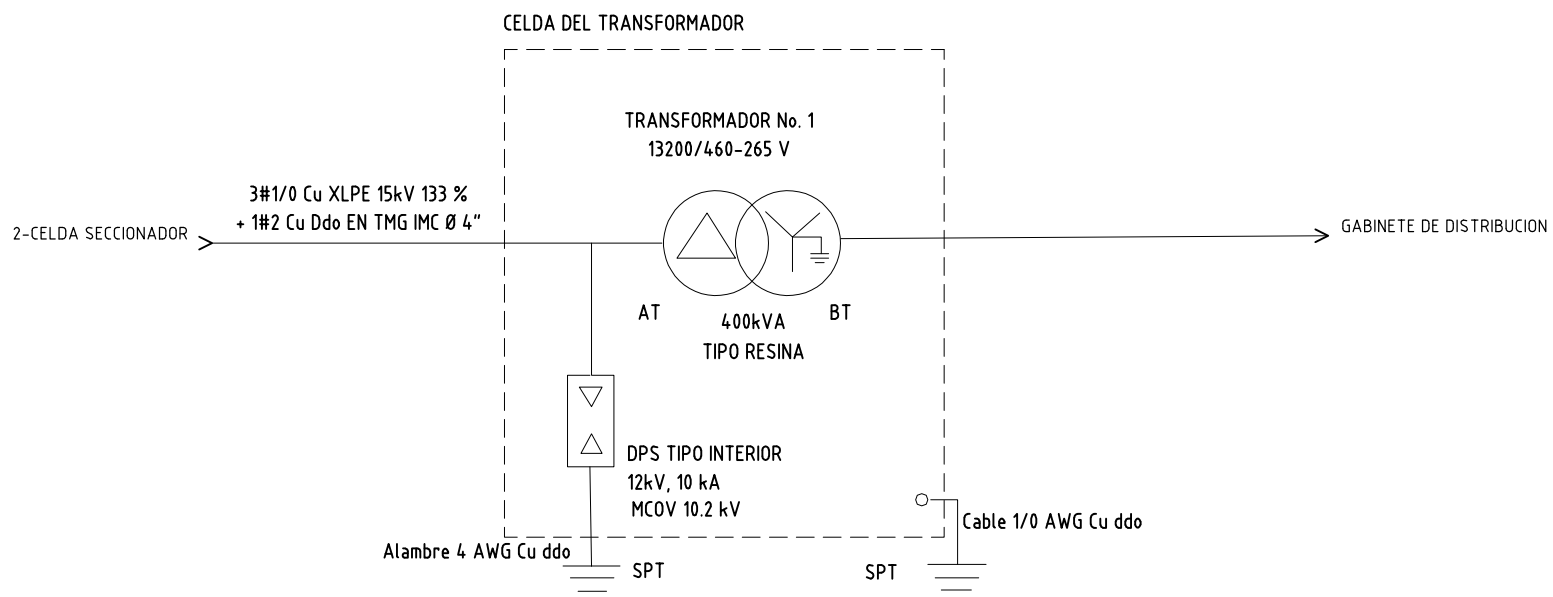 CELDA DEL TRANSFORMADOR
TRANSFORMADOR No. 1
13200/460-265 V
3#1/0 Cu XLPE 15kV 133 %
+ 1#2 Cu Ddo EN TMG IMC Ø 4"
2-CELDA SECCIONADOR
GABINETE DE DISTRIBUCION
AT
BT
400kVA
TIPO RESINA
DPS TIPO INTERIOR
12kV, 10 kA
MCOV 10.2 kV
Cable 1/0 AWG Cu ddo
Alambre 4 AWG Cu ddo
SPT
SPT